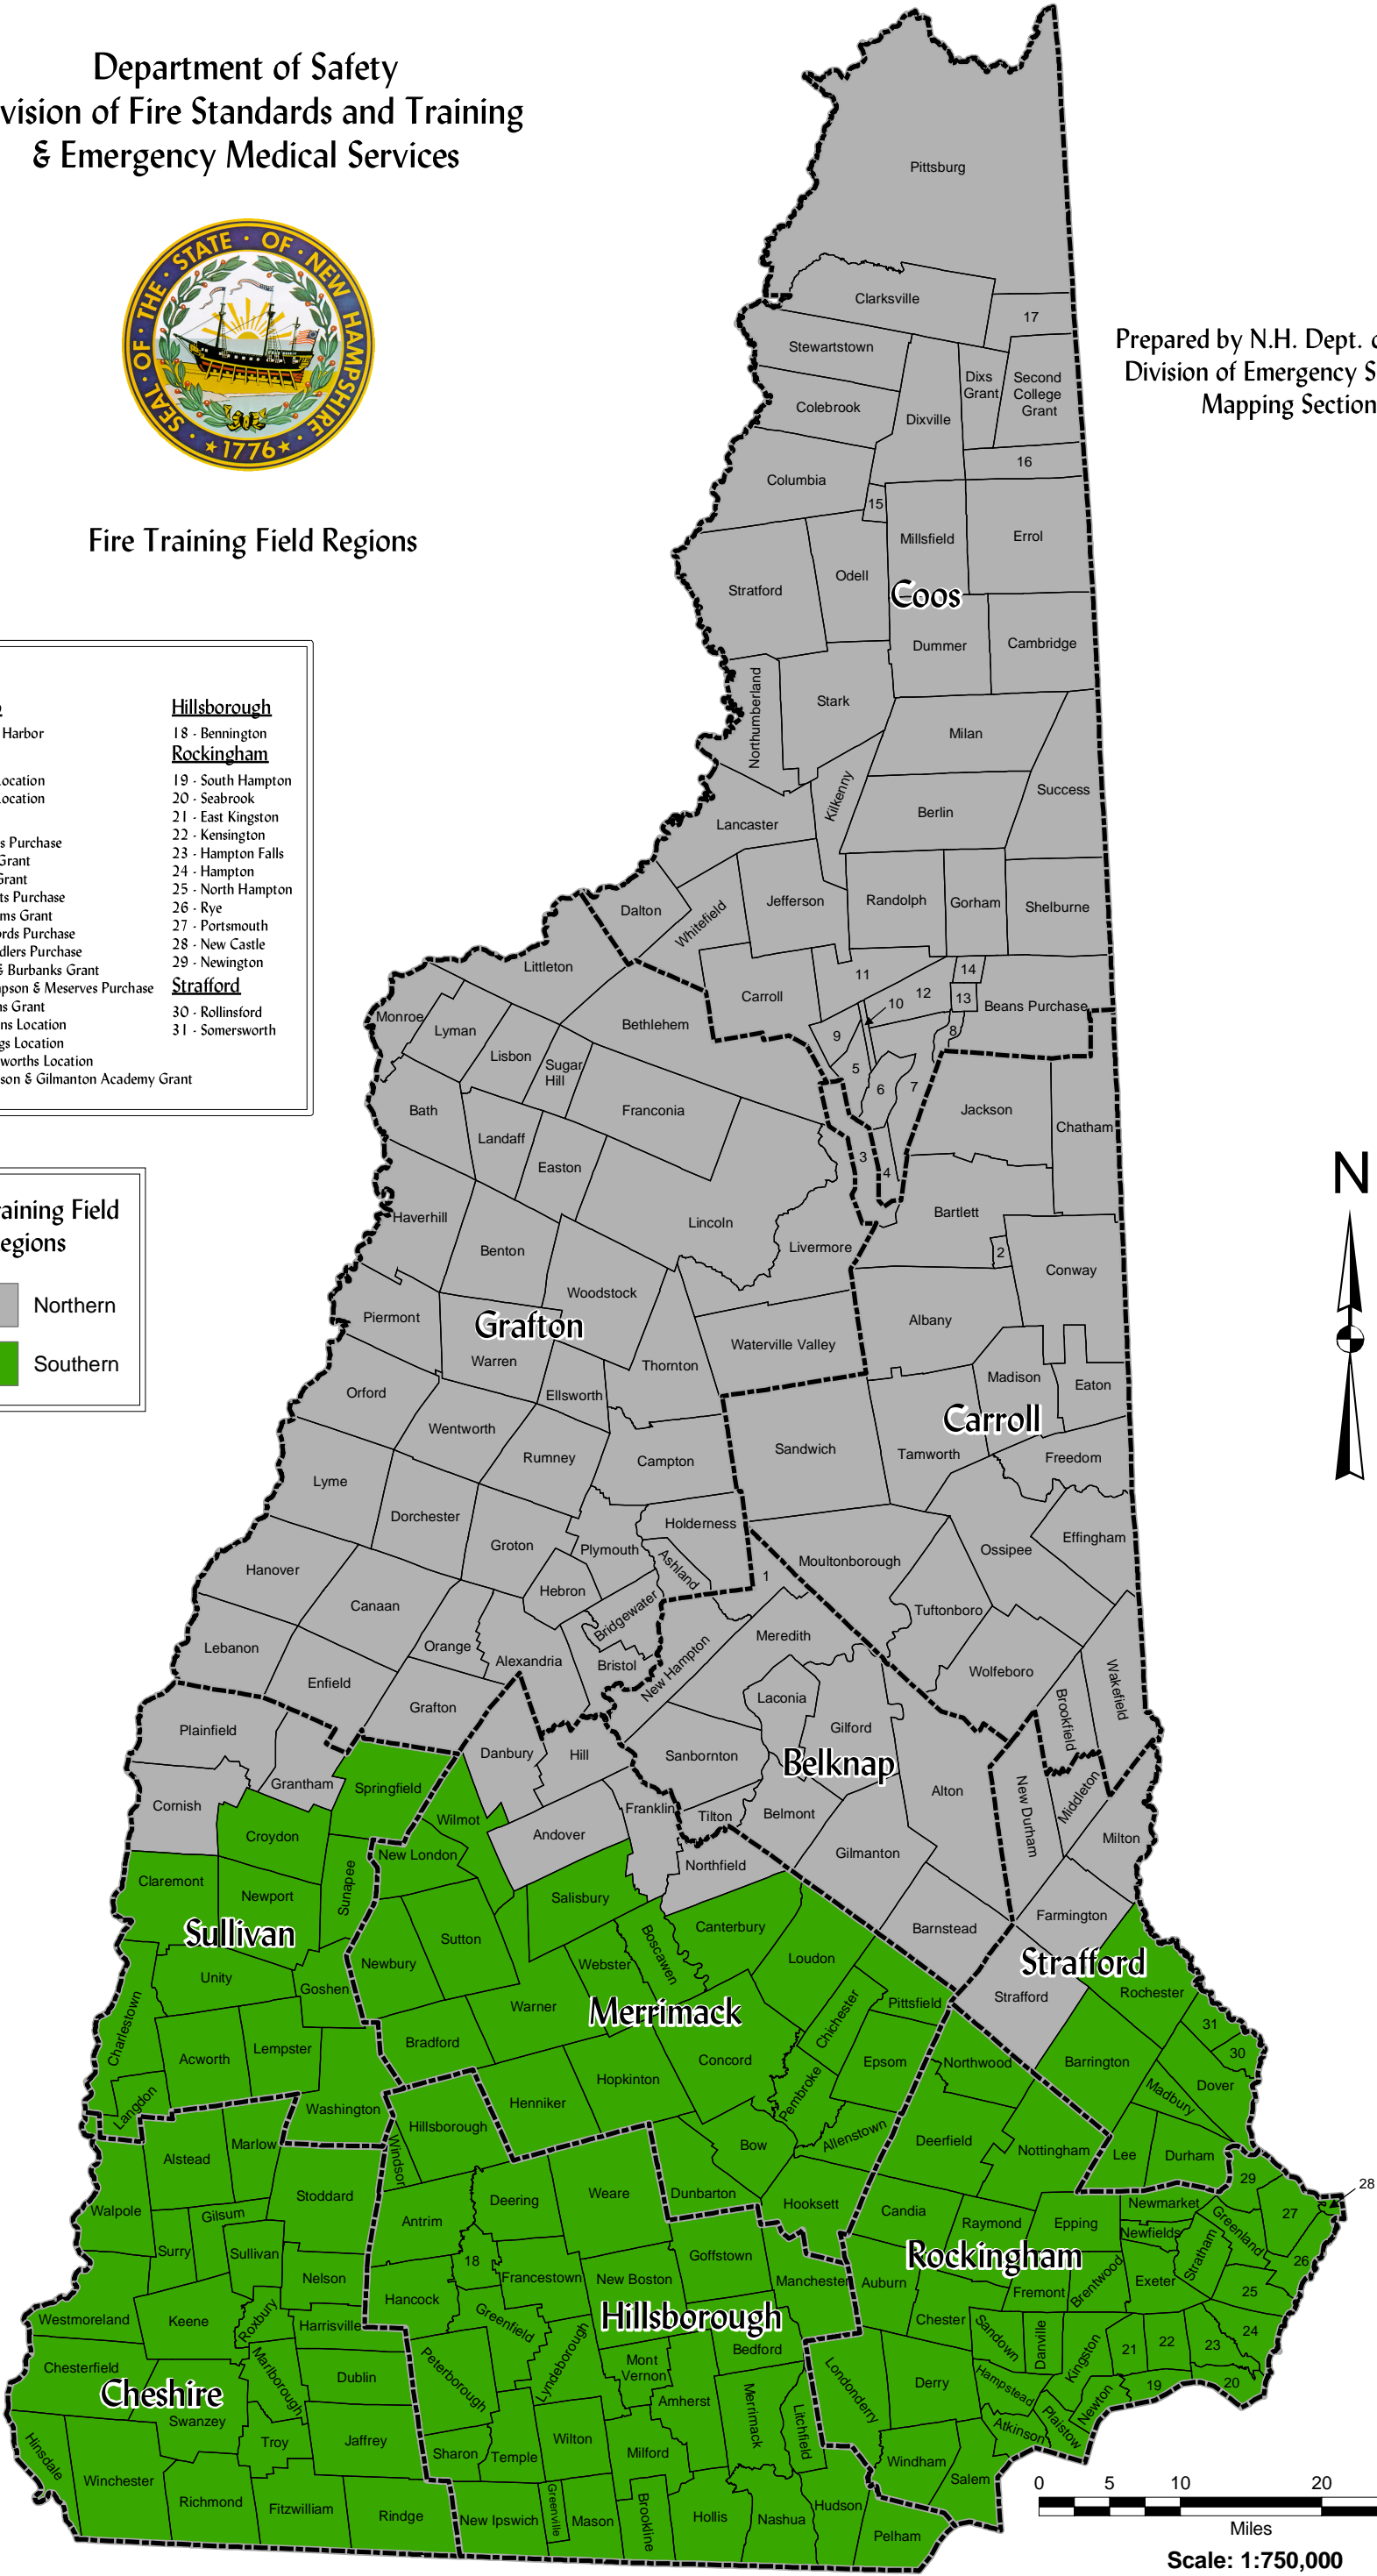 Department of Safety
vision of Fire Standards and Training
& Emergency Medical Services
SEAL · OF · THE · STATE · OF · NEW HAMPSHIRE ·
1776
Fire Training Field Regions
Prepared by N.H. Dept.
Division of Emergency S
Mapping Section
Harbor
ocation
ocation
s Purchase
Grant
Grant
ts Purchase
ms Grant
ords Purchase
dlers Purchase
& Burbanks Grant
pson & Meserves Purchase
ns Grant
ns Location
gs Location
worths Location
son & Gilmanton Academy Grant
Hillsborough
18 - Bennington
Rockingham
19 - South Hampton
20 - Seabrook
21 - East Kingston
22 - Kensington
23 - Hampton Falls
24 - Hampton
25 - North Hampton
26 - Rye
27 - Portsmouth
28 - New Castle
29 - Newington
Strafford
30 - Rollinsford
31 - Somersworth
raining Field
egions
Northern
Southern
N
Pittsburg
Clarksville
17
Stewartstown
Dixs
Grant
Second
College
Grant
Colebrook
Dixville
16
Columbia
15
Millsfield
Errol
Odell
Stratford
Coos
Dummer
Cambridge
Northumberland
Stark
Milan
Success
Kilkenny
Berlin
Lancaster
Dalton
Whitefield
Jefferson
Randolph
Gorham
Shelburne
Littleton
Carroll
11
14
12
13
10
Beans Purchase
Monroe
Lyman
Bethlehem
9
8
Lisbon
Sugar
Hill
5
6
7
Bath
Franconia
Jackson
Chatham
Landaff
Easton
3
4
Haverhill
Lincoln
Bartlett
Benton
Livermore
2
Conway
Woodstock
Piermont
Grafton
Albany
Waterville Valley
Warren
Thornton
Madison
Eaton
Orford
Ellsworth
Carroll
Wentworth
Sandwich
Tamworth
Rumney
Campton
Freedom
Lyme
Dorchester
Holderness
Effingham
Groton
Plymouth
Ashland
Moultonborough
Ossipee
Hanover
Hebron
1
Canaan
Bridgewater
Tuftonboro
Lebanon
Orange
Meredith
Alexandria
Bristol
New Hampton
Wolfeboro
Wakefield
Enfield
Grafton
Laconia
Brookfield
Plainfield
Gilford
Danbury
Hill
Sanbornton
Belknap
Grantham
Springfield
Alton
New Durham
Middleton
Cornish
Wilmot
Franklin
Tilton
Belmont
Croydon
Andover
Milton
New London
Gilmanton
Northfield
Claremont
Newport
Sunapee
Salisbury
Farmington
Sullivan
Sutton
Boscawen
Canterbury
Barnstead
Newbury
Webster
Loudon
Strafford
Unity
Goshen
Strafford
Rochester
Charlestown
Warner
Merrimack
Chichester
Pittsfield
31
Bradford
30
Acworth
Lempster
Concord
Epsom
Northwood
Barrington
Hopkinton
Pembroke
Dover
Langdon
Washington
Henniker
Madbury
Hillsborough
Allenstown
Marlow
Windsor
Bow
Deerfield
Nottingham
Lee
Durham
Alstead
Stoddard
Weare
Dunbarton
29
28
Walpole
Deering
Hooksett
Candia
Newmarket
27
Gilsum
Antrim
Raymond
Epping
Newfields
Greenland
Surry
Sullivan
18
Goffstown
Rockingham
Stratham
26
Nelson
Francestown
New Boston
Manchester
Auburn
Exeter
25
Hancock
Fremont
Brentwood
Westmoreland
Keene
Roxbury
Harrisville
Greenfield
Hillsborough
Chester
Sandown
Danville
24
Chesterfield
Marlborough
Dublin
Peterborough
Lyndeborough
Mont
Vernon
Bedford
Londonderry
Kingston
21
22
23
Cheshire
Derry
Hampstead
19
20
Swanzey
Amherst
Merrimack
Litchfield
Newton
Plaistow
Hinsdale
Troy
Jaffrey
Sharon
Temple
Wilton
Milford
Atkinson
Windham
Winchester
Salem
Richmond
Fitzwilliam
Rindge
New Ipswich
Greenville
Mason
Brookline
Hollis
Nashua
Hudson
Pelham
0 5 10 20
Miles
Scale: 1:750,000